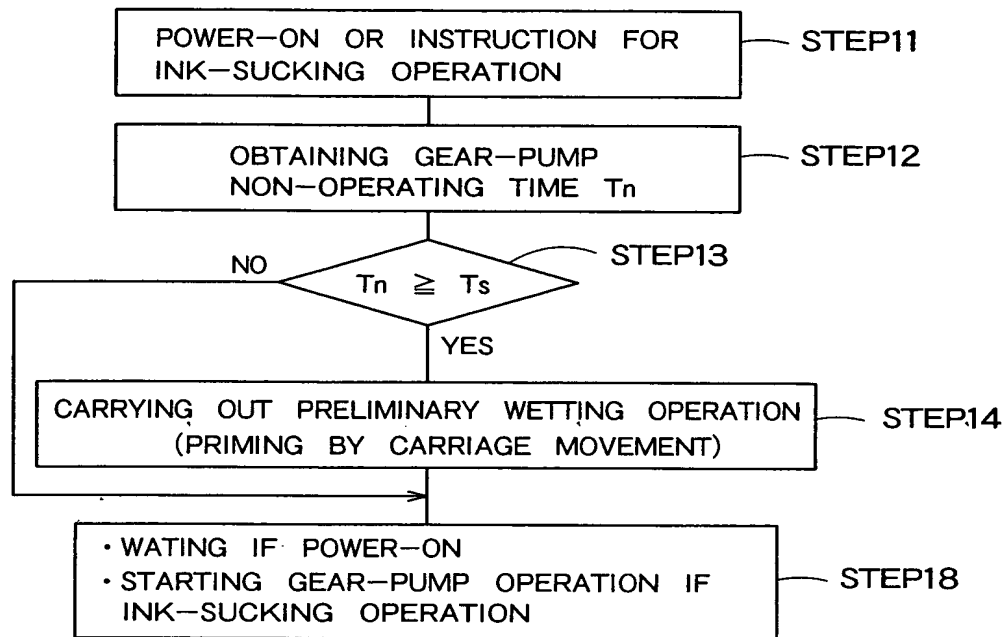 POWER-ON OR INSTRUCTION FOR
INK-SUCKING OPERATION
STEP11
OBTAINING GEAR-PUMP
NON-OPERATING TIME Tn
STEP12
STEP13
NO
Tn ≧ Ts
YES
CARRYING OUT PRELIMINARY WETTING OPERATION
(PRIMING BY CARRIAGE MOVEMENT)
STEP14
・WATING IF POWER-ON
・STARTING GEAR-PUMP OPERATION IF
INK-SUCKING OPERATION
STEP18